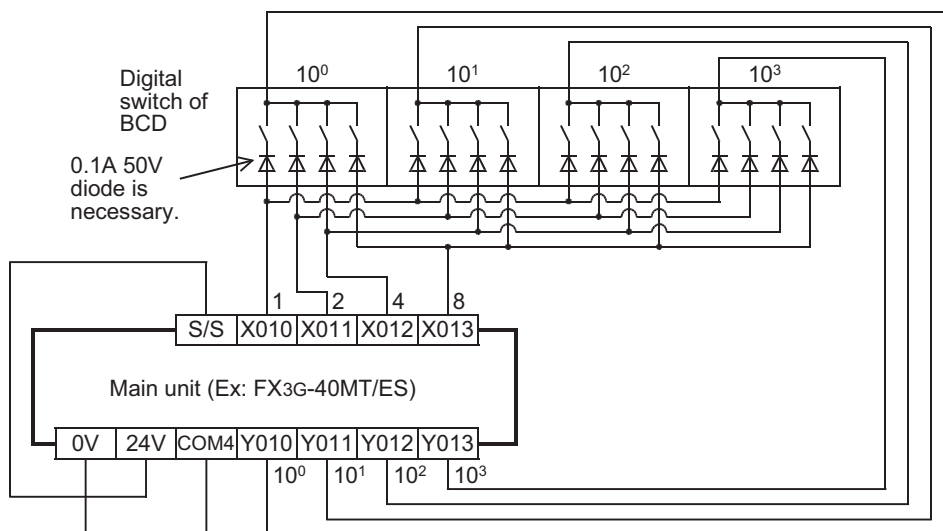 10⁰ 10¹ 10² 10³
Digital
switch of
BCD
0.1A 50V
diode is
necessary.
1 2 4 8
S/S X010 X011 X012 X013
Main unit (Ex: FX3G-40MT/ES)
0V 24V COM4 Y010 Y011 Y012 Y013
10⁰ 10¹ 10² 10³